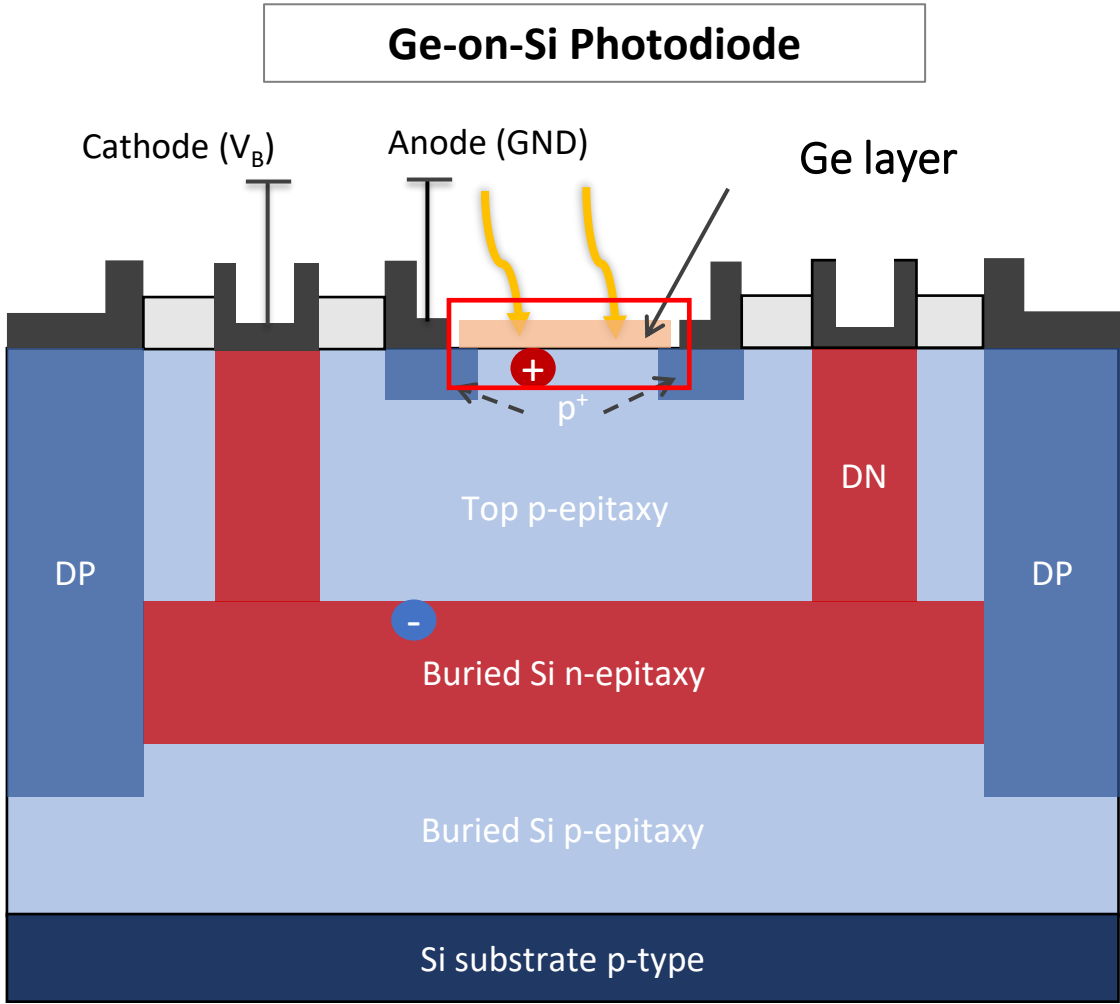 Ge-on-Si Photodiode
Cathode (V_B)
Anode (GND)
Ge layer
+
p⁺
Top p-epitaxy
DN
DP
DP
-
Buried Si n-epitaxy
Buried Si p-epitaxy
Si substrate p-type